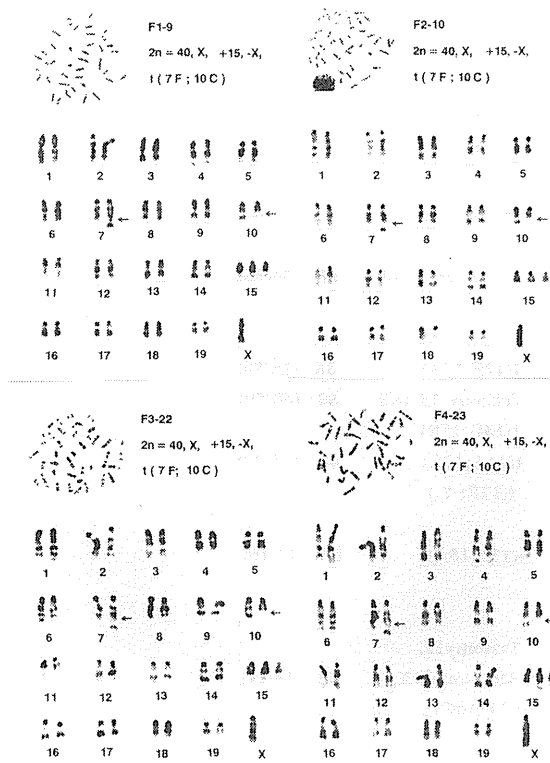 F1-9
2n = 40, X, +15, -X,
t ( 7 F ; 10 C )
1 2 3 4 5
6 7 ← 8 9 10 ←
11 12 13 14 15
16 17 18 19 X
F2-10
2n = 40, X, +15, -X,
t ( 7 F ; 10 C )
1 2 3 4 5
6 7 ← 8 9 10 ←
11 12 13 14 15
16 17 18 19 X
F3-22
2n = 40, X, +15, -X,
t ( 7 F; 10 C )
1 2 3 4 5
6 7 ← 8 9 10 ←
11 12 13 14 15
16 17 18 19 X
F4-23
2n = 40, X, +15, -X,
t ( 7 F ; 10 C )
1 2 3 4 5
6 7 ← 8 9 10 ←
11 12 13 14 15
16 17 18 19 X